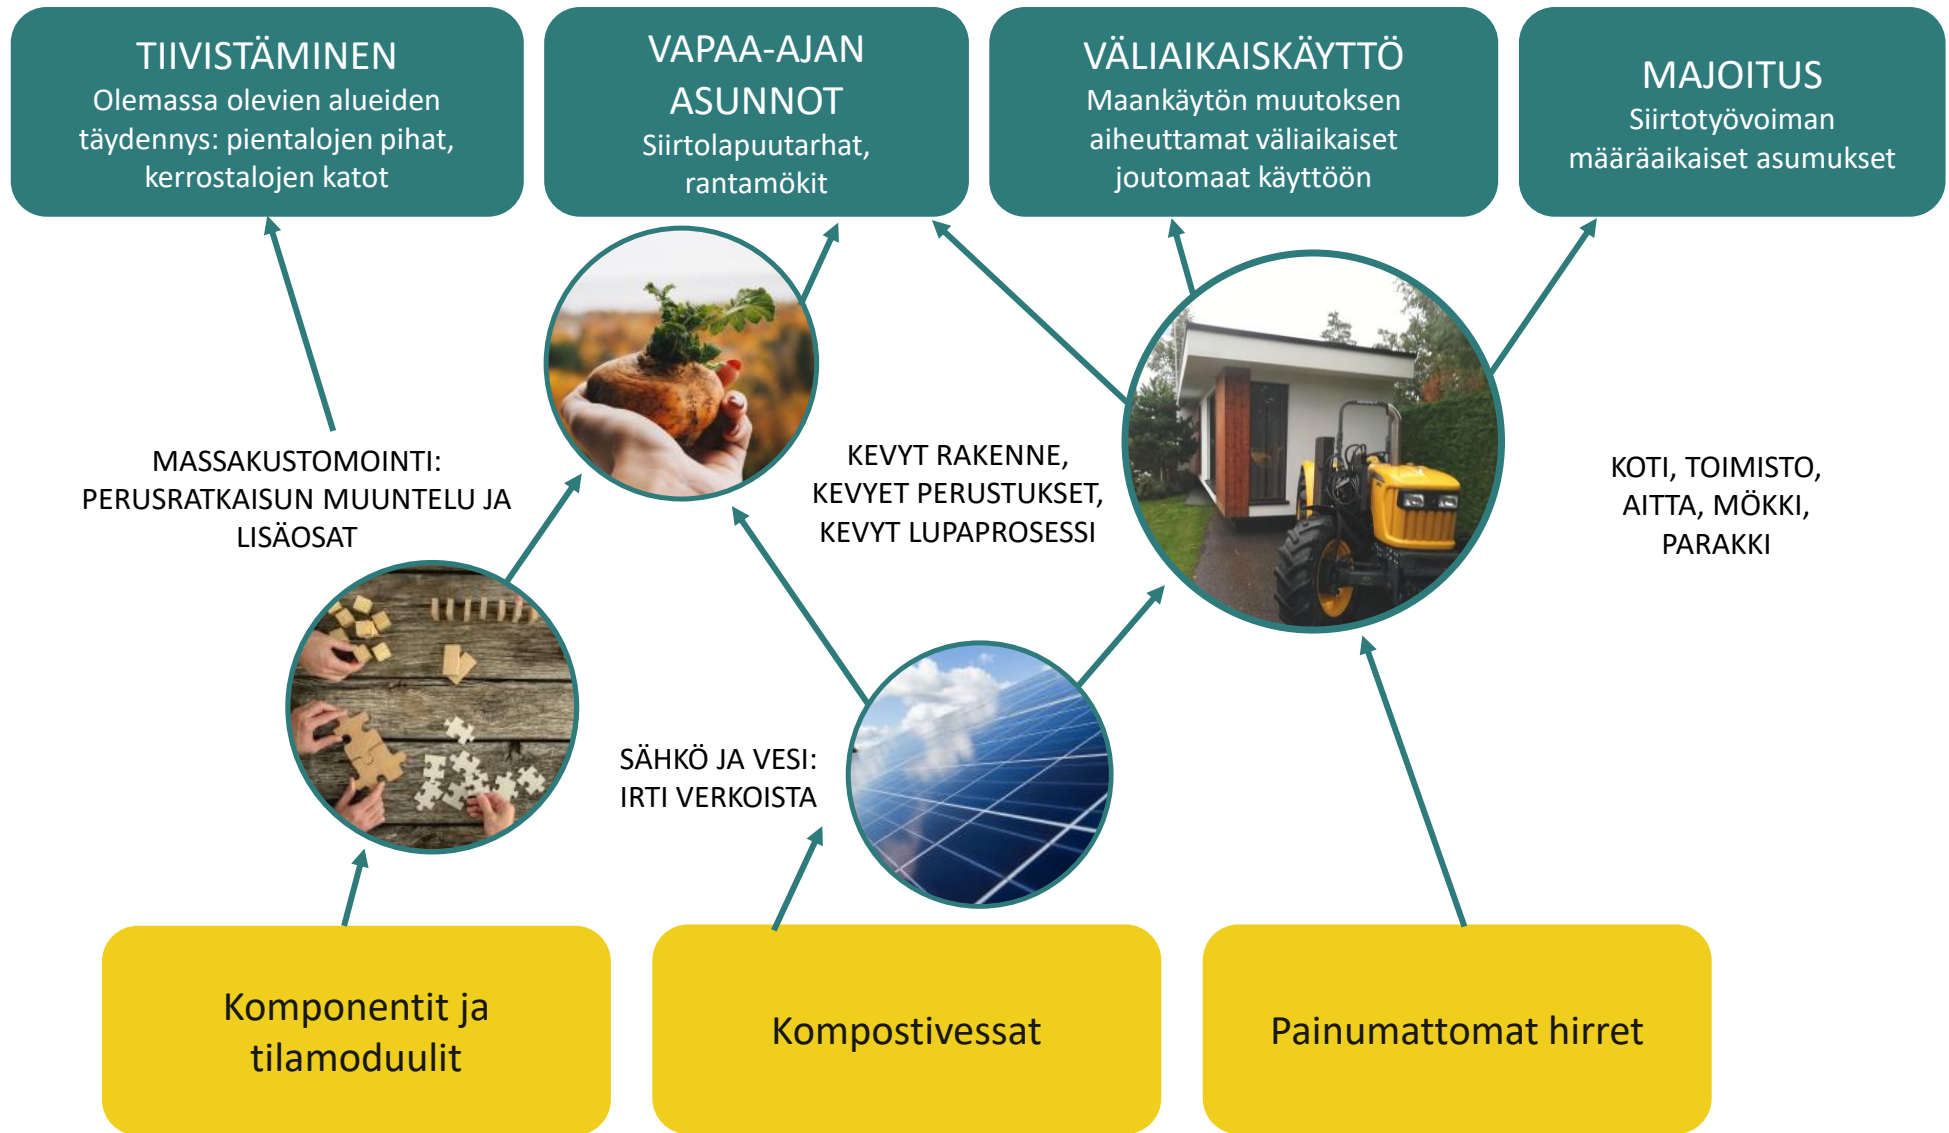 TIIVISTÄMINEN
Olemassa olevien alueiden
täydennys: pientalojen pihat,
kerrostalojen katot
VAPAA-AJAN
ASUNNOT
Siirtolapuutarhat,
rantamökit
VÄLIAIKAISKÄYTTÖ
Maankäytön muutoksen
aiheuttamat väliaikaiset
joutomaat käyttöön
MAJOITUS
Siirtotyövoiman
määräaikaiset asumukset
MASSAKUSTOMOINTI:
PERUSRATKAISUN MUUNTELU JA
LISÄOSAT
KEVYT RAKENNE,
KEVYET PERUSTUKSET,
KEVYT LUPAPROSESSI
KOTI, TOIMISTO,
AITTA, MÖKKI,
PARAKKI
SÄHKÖ JA VESI:
IRTI VERKOISTA
Komponentit ja
tilamoduulit
Kompostivessat
Painumattomat hirret